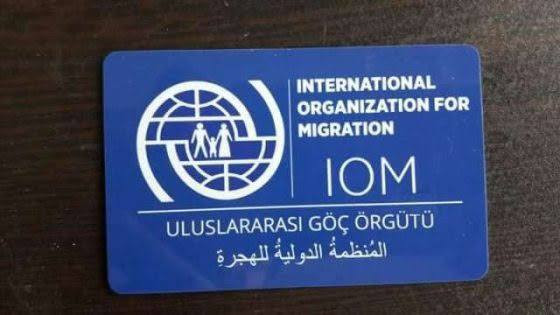 INTERNATIONAL
ORGANIZATION FOR
MIGRATION
IOM
ULUSLARARASI GÖÇ ÖRGÜTÜ
المُنظمةُ الدوليةُ للهجرةِ